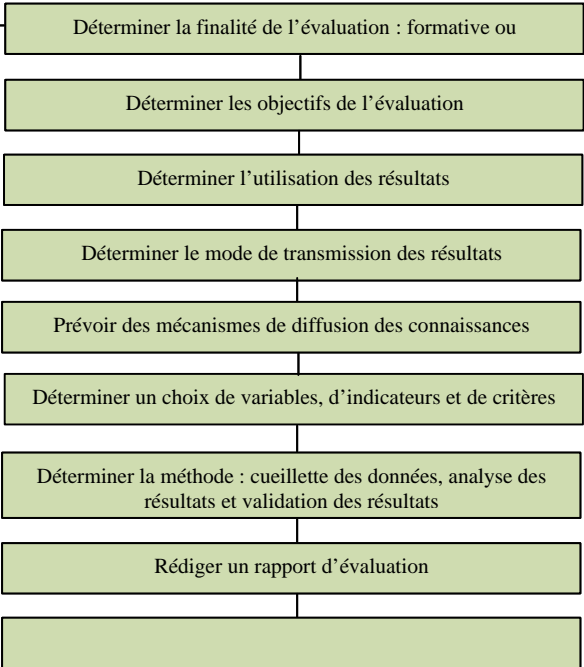 Déterminer la finalité de l’évaluation : formative ou
Déterminer les objectifs de l’évaluation
Déterminer l’utilisation des résultats
Déterminer le mode de transmission des résultats
Prévoir des mécanismes de diffusion des connaissances
Déterminer un choix de variables, d’indicateurs et de critères
Déterminer la méthode : cueillette des données, analyse des
résultats et validation des résultats
Rédiger un rapport d’évaluation